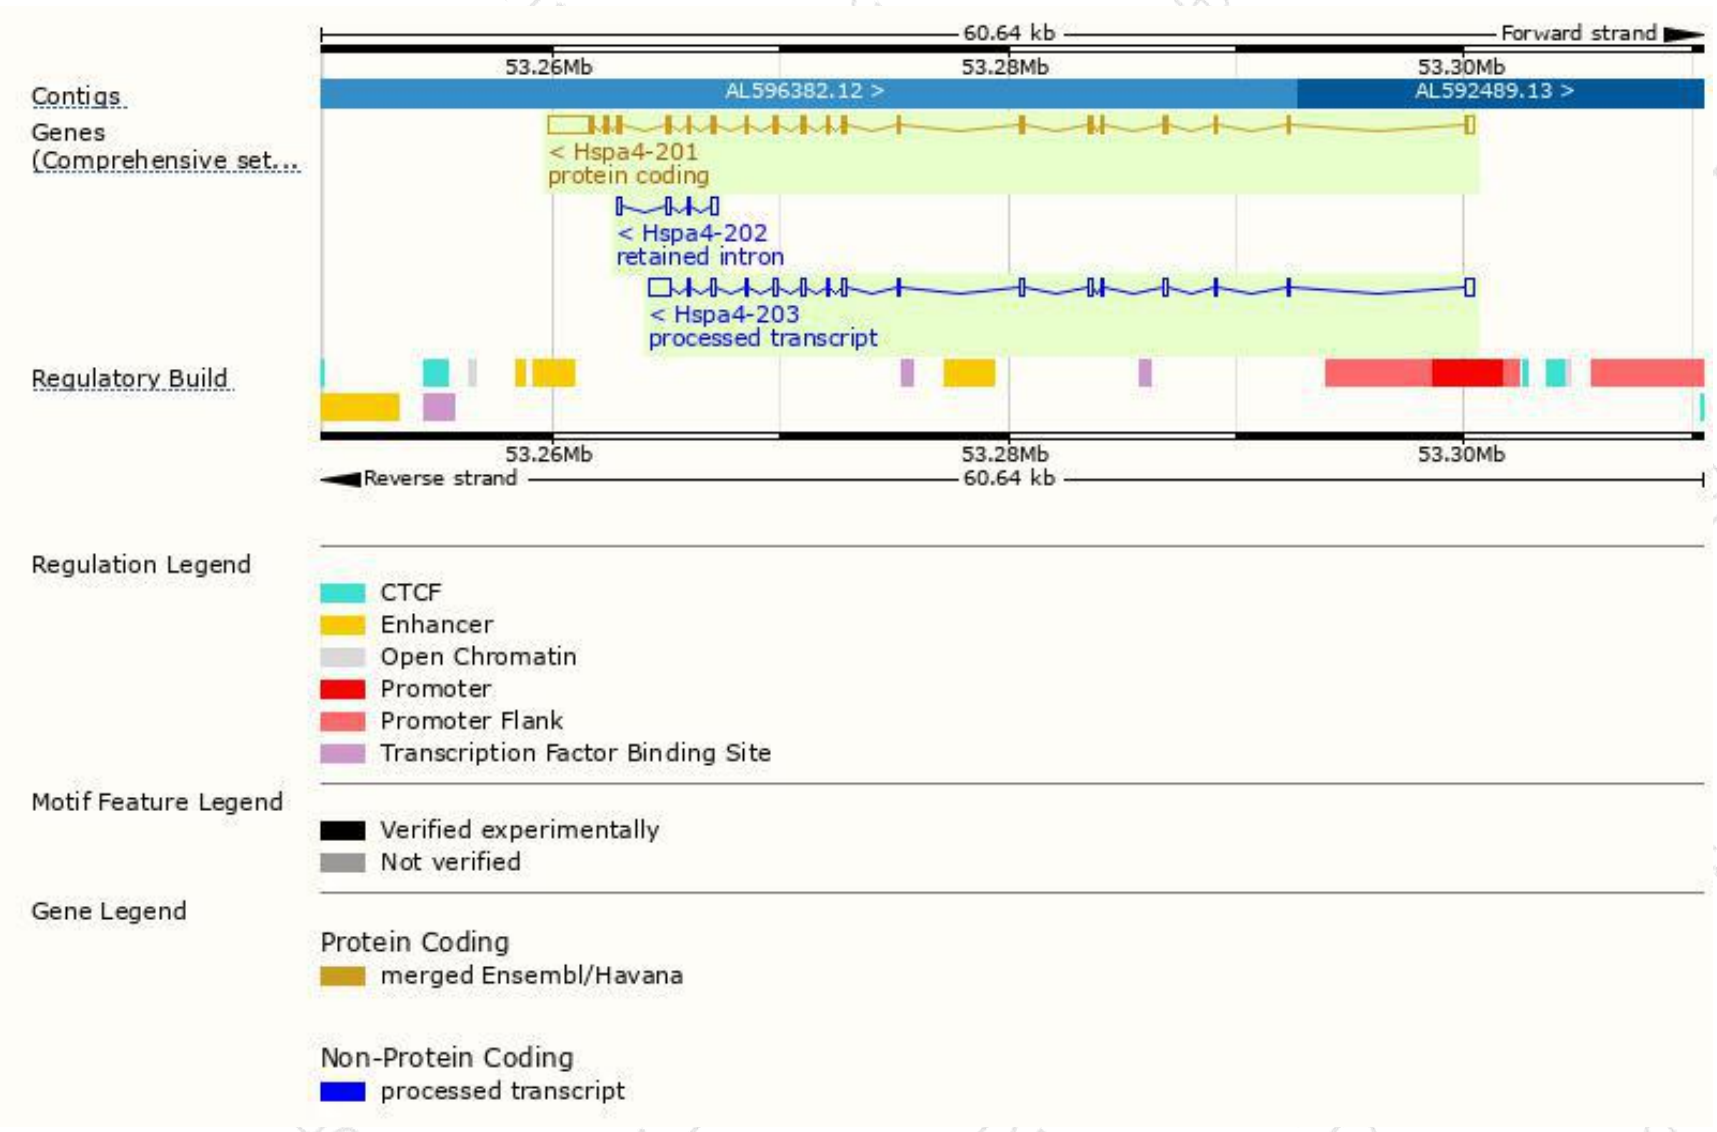 60.64 kb Forward strand
53.26Mb 53.28Mb 53.30Mb
Contigs AL596382.12 > AL592489.13 >
Genes
(Comprehensive set...
< Hspa4-201
protein coding
< Hspa4-202
retained intron
< Hspa4-203
processed transcript
Regulatory Build
53.26Mb 53.28Mb 53.30Mb
Reverse strand 60.64 kb
Regulation Legend
CTCF
Enhancer
Open Chromatin
Promoter
Promoter Flank
Transcription Factor Binding Site
Motif Feature Legend
Verified experimentally
Not verified
Gene Legend
Protein Coding
merged Ensembl/Havana
Non-Protein Coding
processed transcript